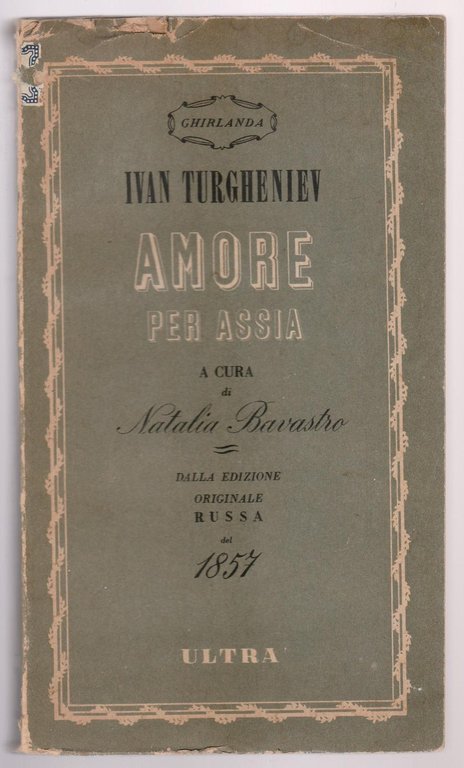 GHIRLANDA
IVAN TURGHENIEV
AMORE
PER ASSIA
A CURA
di
Natalia Bavastro
DALLA EDIZIONE
ORIGINALE
RUSSA
del
1857
ULTRA